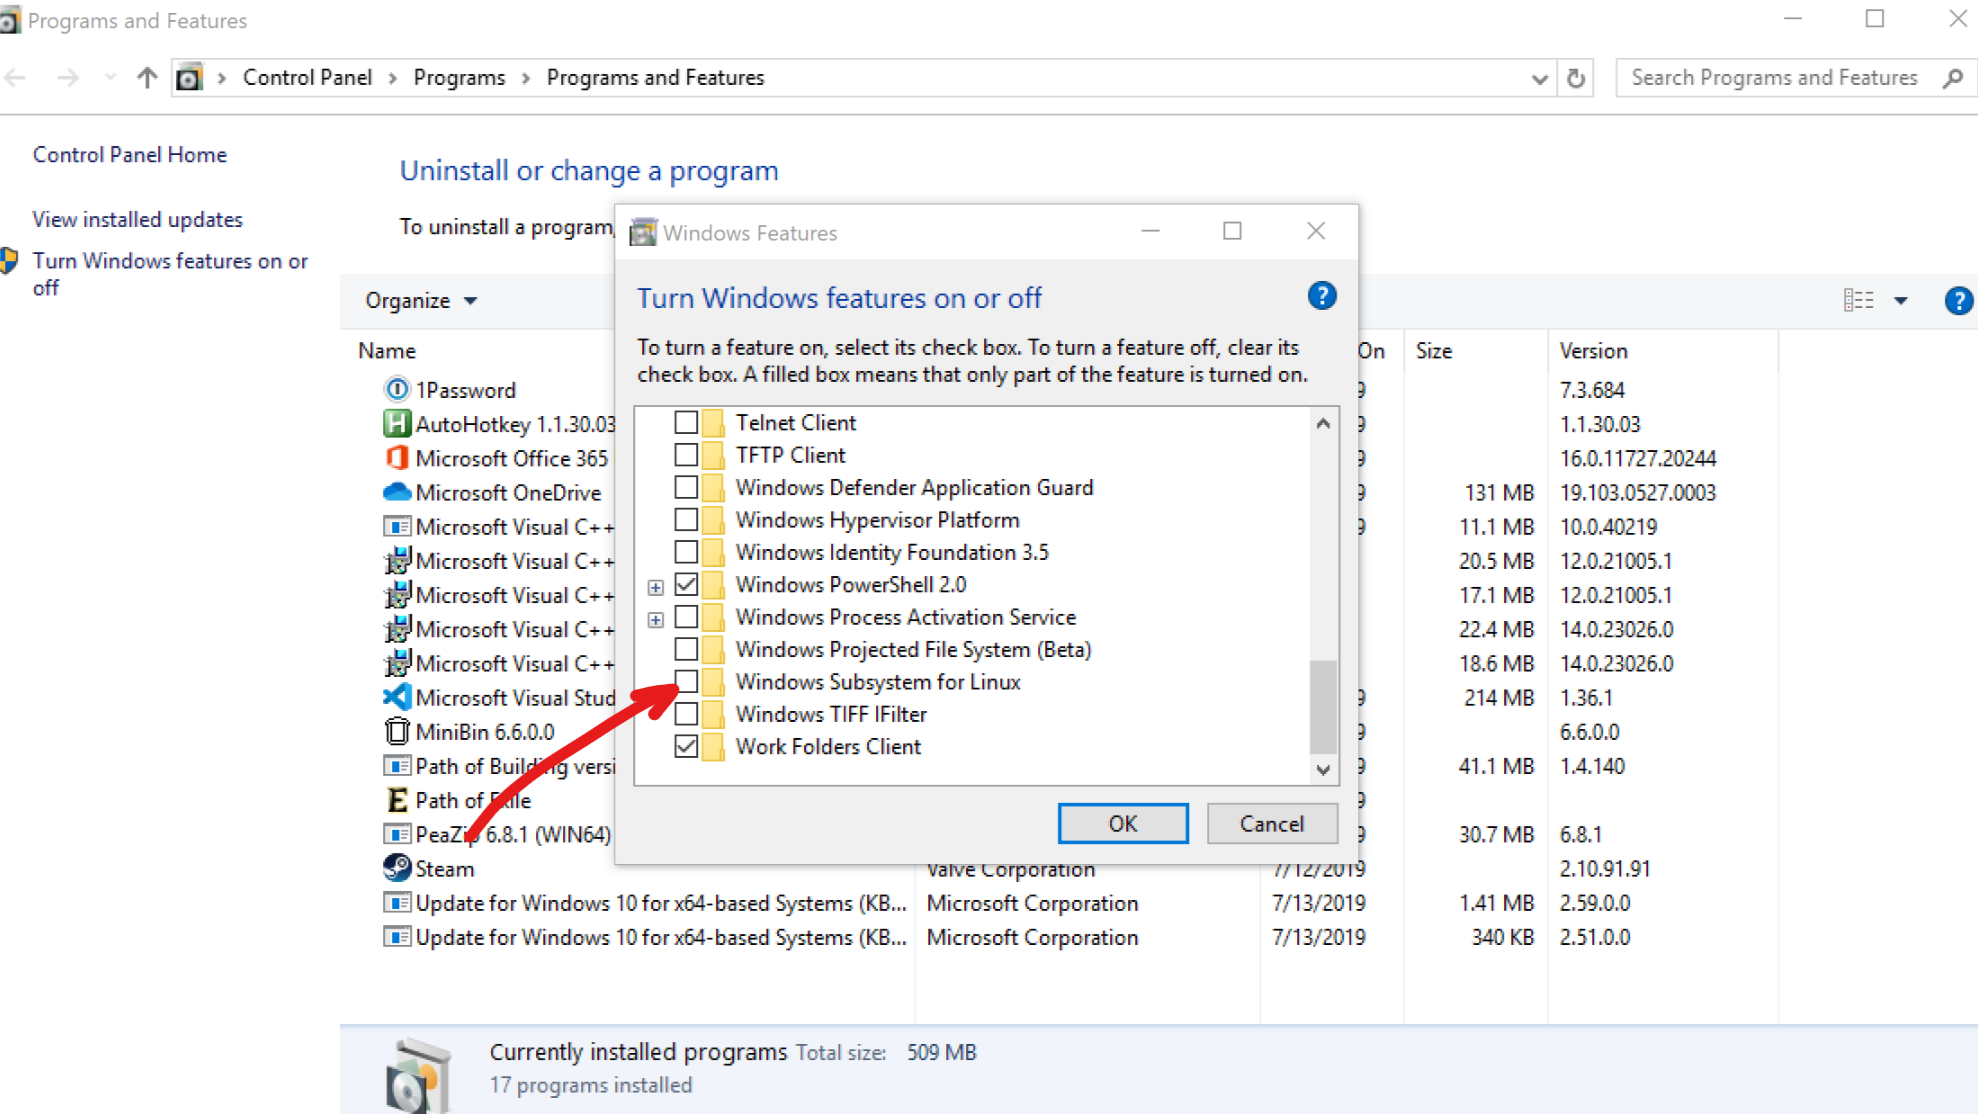 Programs and Features
Control Panel > Programs > Programs and Features
Search Programs and Features
Control Panel Home
View installed updates
Turn Windows features on or
off
Uninstall or change a program
To uninstall a program,
Organize
Name On Size Version
1Password 9 7.3.684
AutoHotkey 1.1.30.03 9 1.1.30.03
Microsoft Office 365 9 16.0.11727.20244
Microsoft OneDrive 9 131 MB 19.103.0527.0003
Microsoft Visual C++ 9 11.1 MB 10.0.40219
Microsoft Visual C++ 20.5 MB 12.0.21005.1
Microsoft Visual C++ 17.1 MB 12.0.21005.1
Microsoft Visual C++ 22.4 MB 14.0.23026.0
Microsoft Visual C++ 18.6 MB 14.0.23026.0
Microsoft Visual Stud 9 214 MB 1.36.1
MiniBin 6.6.0.0 9 6.6.0.0
Path of Building versi 9 41.1 MB 1.4.140
Path of Exile 9
PeaZip 6.8.1 (WIN64) 9 30.7 MB 6.8.1
Steam Valve Corporation 7/12/2019 2.10.91.91
Update for Windows 10 for x64-based Systems (KB... Microsoft Corporation 7/13/2019 1.41 MB 2.59.0.0
Update for Windows 10 for x64-based Systems (KB... Microsoft Corporation 7/13/2019 340 KB 2.51.0.0
Currently installed programs Total size: 509 MB
17 programs installed
Windows Features
Turn Windows features on or off
To turn a feature on, select its check box. To turn a feature off, clear its
check box. A filled box means that only part of the feature is turned on.
Telnet Client
TFTP Client
Windows Defender Application Guard
Windows Hypervisor Platform
Windows Identity Foundation 3.5
Windows PowerShell 2.0
Windows Process Activation Service
Windows Projected File System (Beta)
Windows Subsystem for Linux
Windows TIFF IFilter
Work Folders Client
OK Cancel